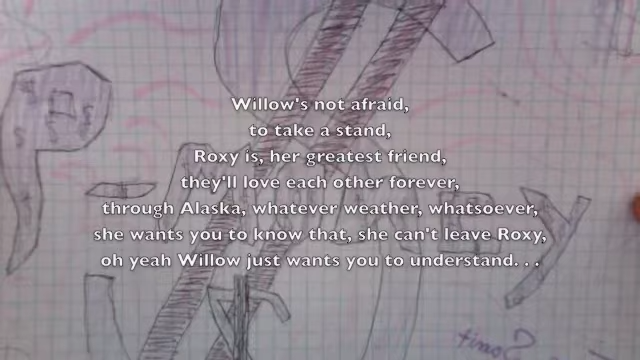 Willow's not afraid,
to take a stand,
Roxy is, her greatest friend,
they'll love each other forever,
through Alaska, whatever weather, whatsoever,
she wants you to know that, she can't leave Roxy,
oh yeah Willow just wants you to understand. . .